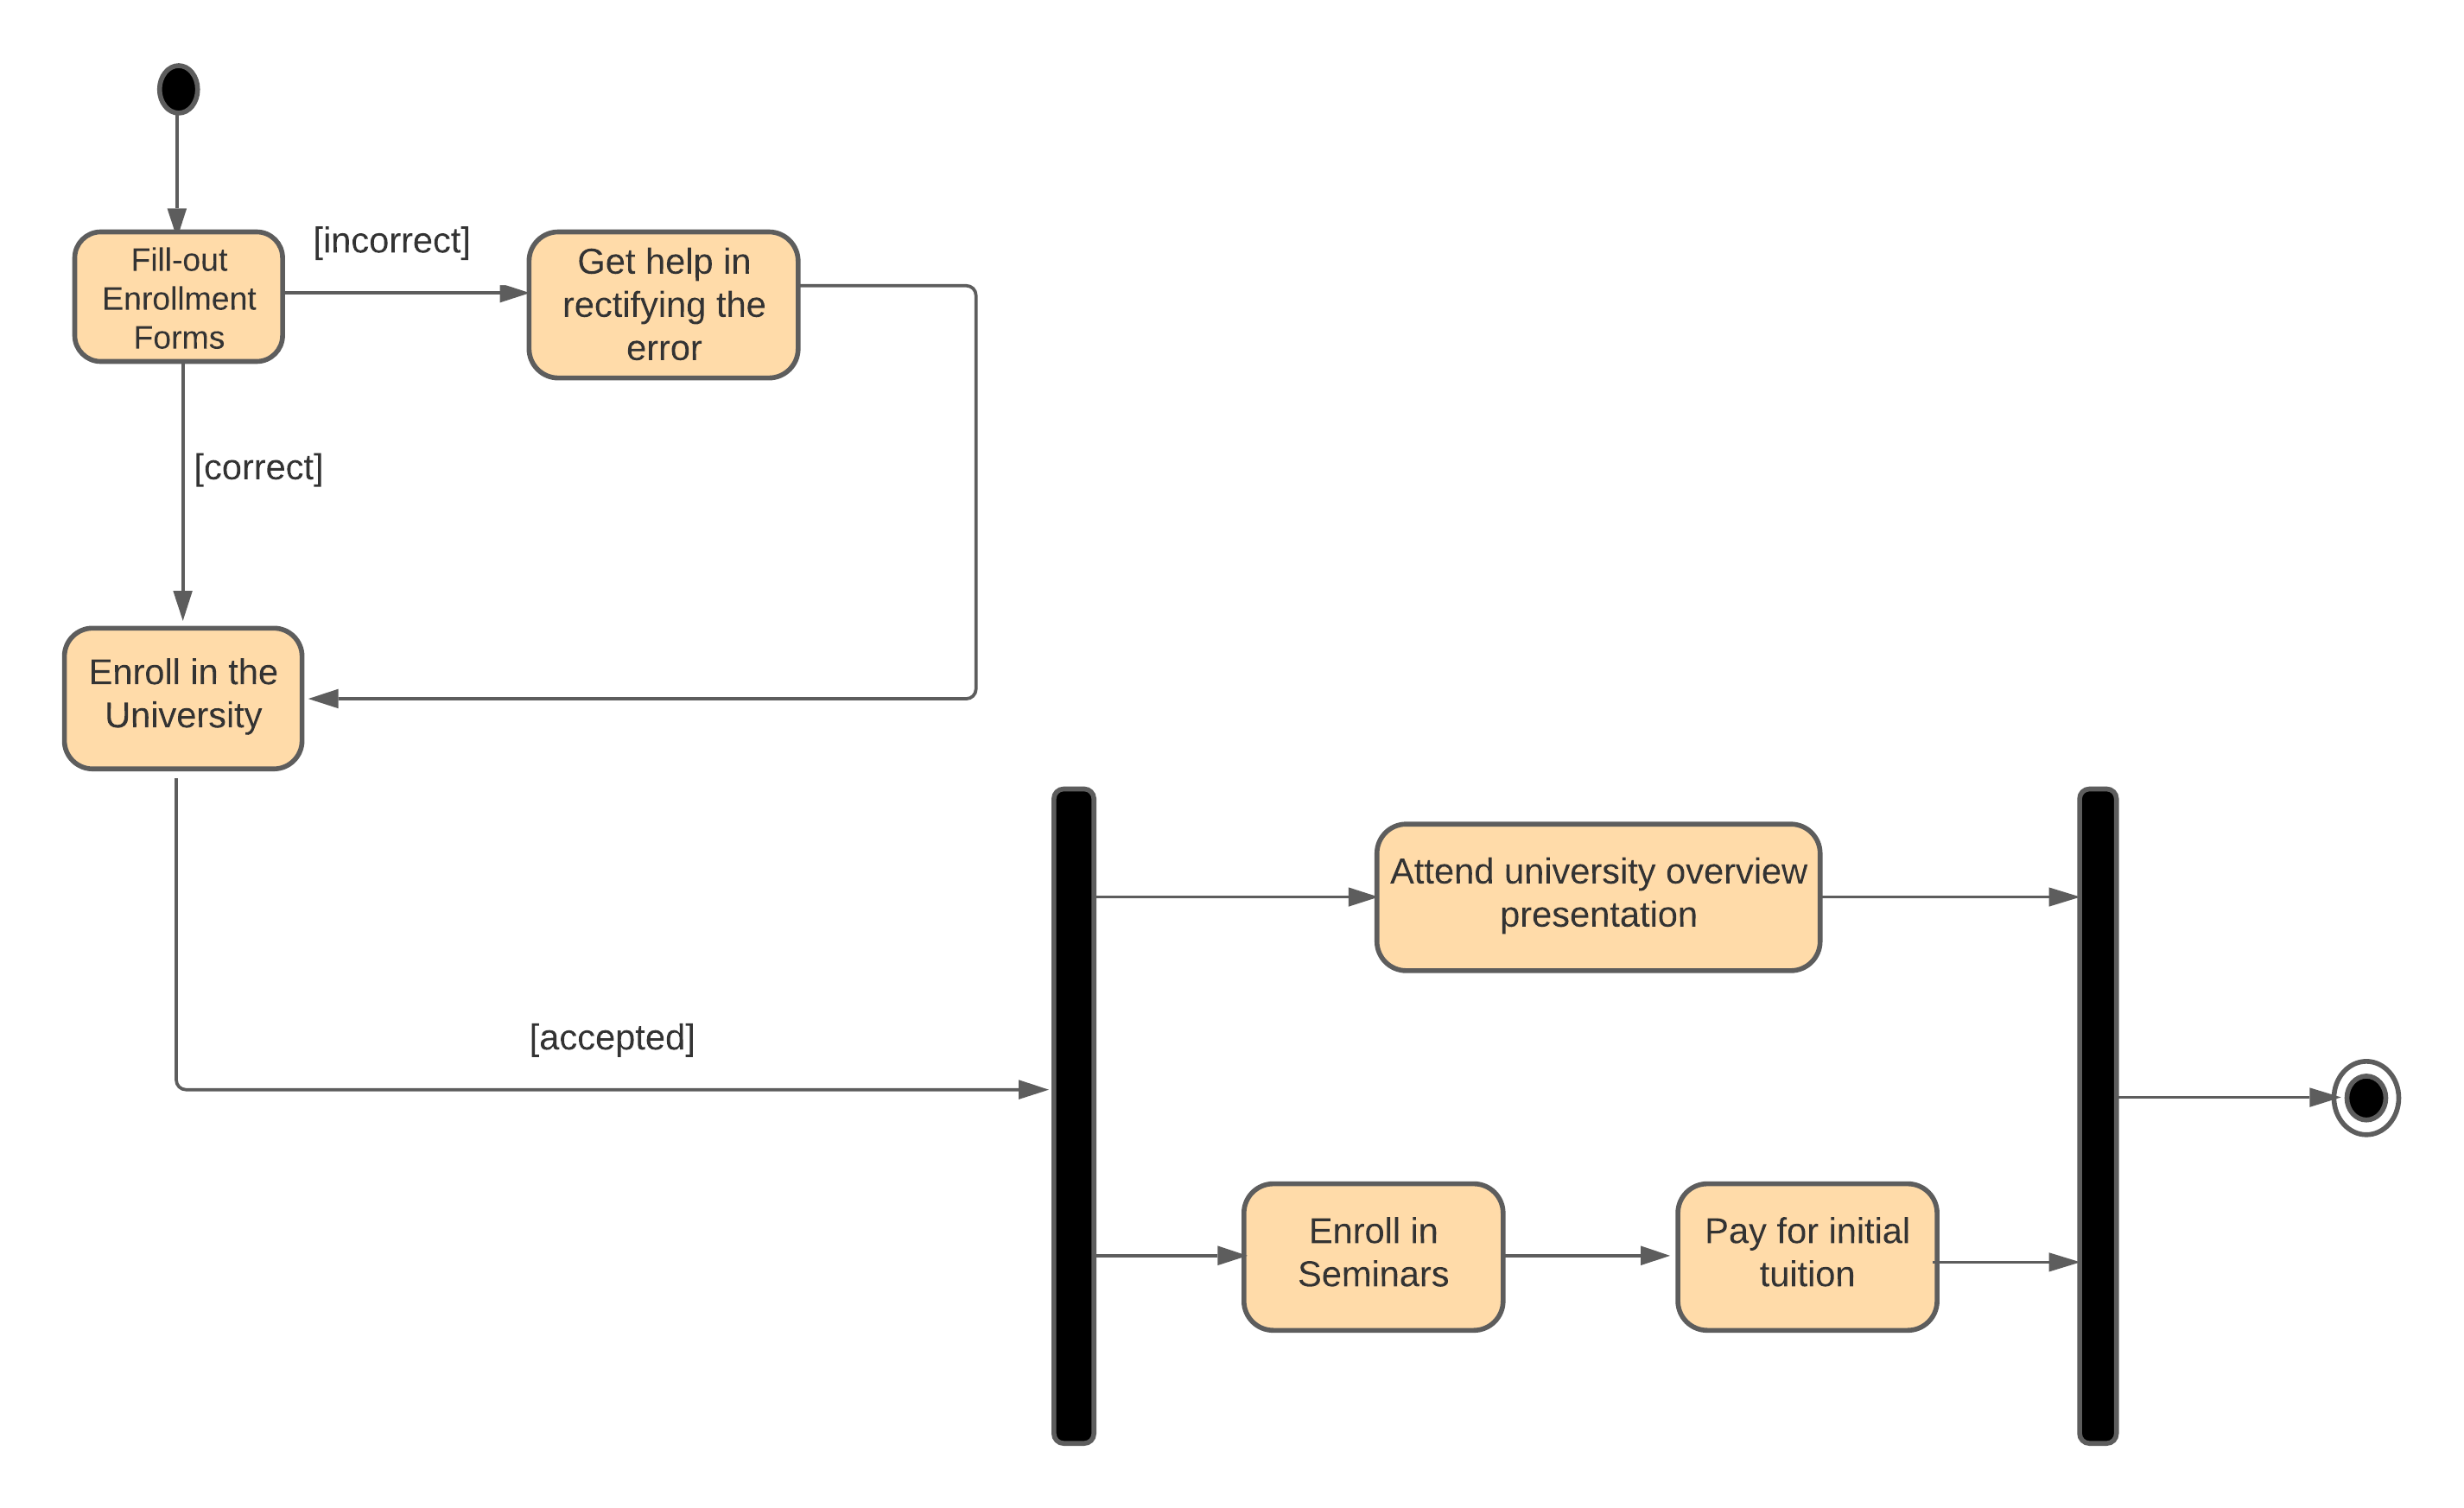 Fill-out
Enrollment
Forms
[incorrect]
Get help in
rectifying the
error
[correct]
Enroll in the
University
[accepted]
Attend university overview
presentation
Enroll in
Seminars
Pay for initial
tuition